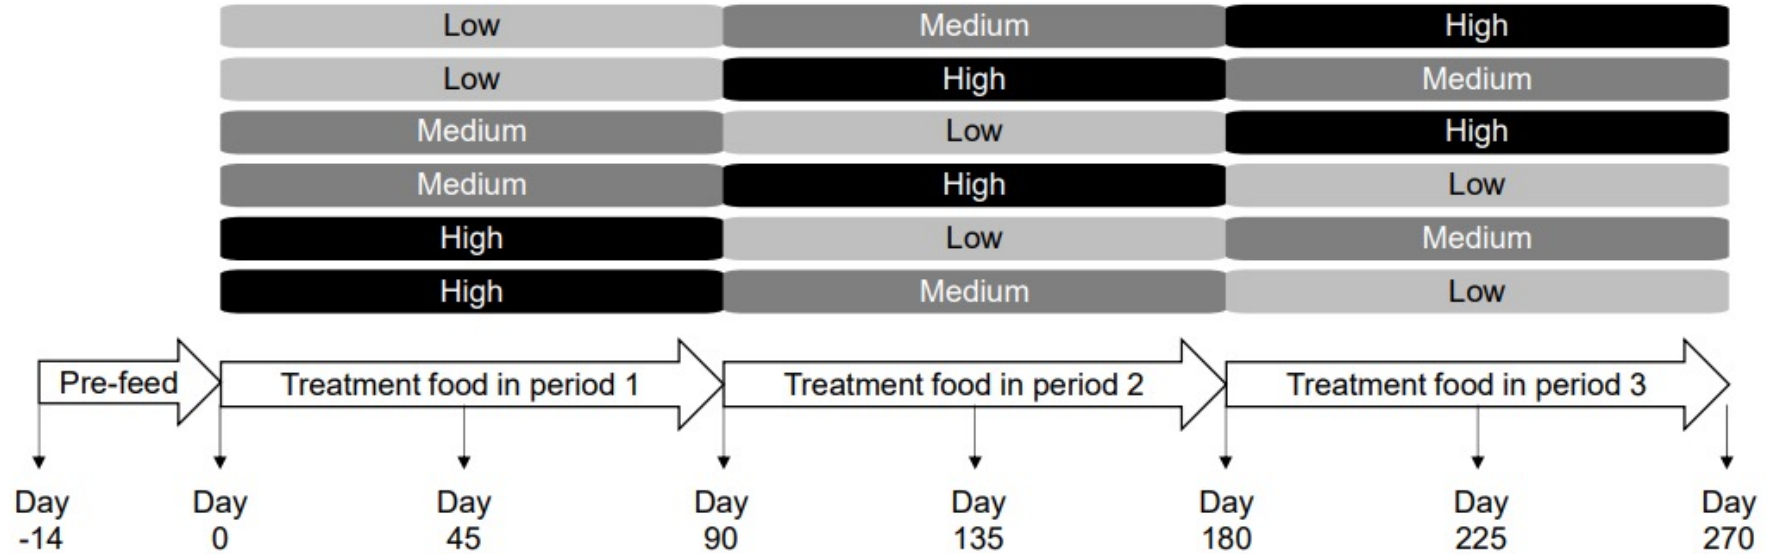 Low Medium High
Low High Medium
Medium Low High
Medium High Low
High Low Medium
High Medium Low
Pre-feed Treatment food in period 1 Treatment food in period 2 Treatment food in period 3
Day Day Day Day Day Day Day
-14 0 45 90 135 180 225 270